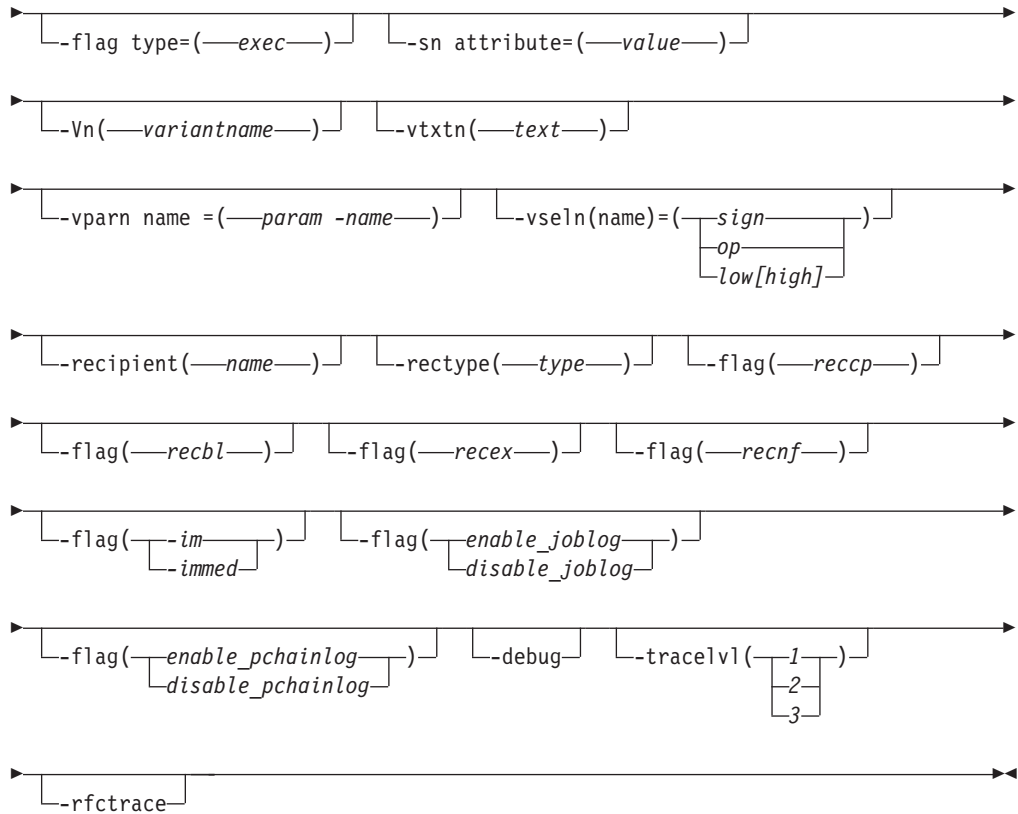 -flag type=( exec ) -sn attribute=( value )
-Vn( variantname ) -vtxtn( text )
-vparn name =( param -name ) -vseln(name)=( sign )
op
low[high]
-recipient( name ) -rectype( type ) -flag( reccp )
-flag( recbl ) -flag( recex ) -flag( recnf )
-flag( -im ) -flag( enable_joblog )
-immed disable_joblog
-flag( enable_pchainlog ) -debug -tracelvl( 1 )
disable_pchainlog 2
3
-rfctrace